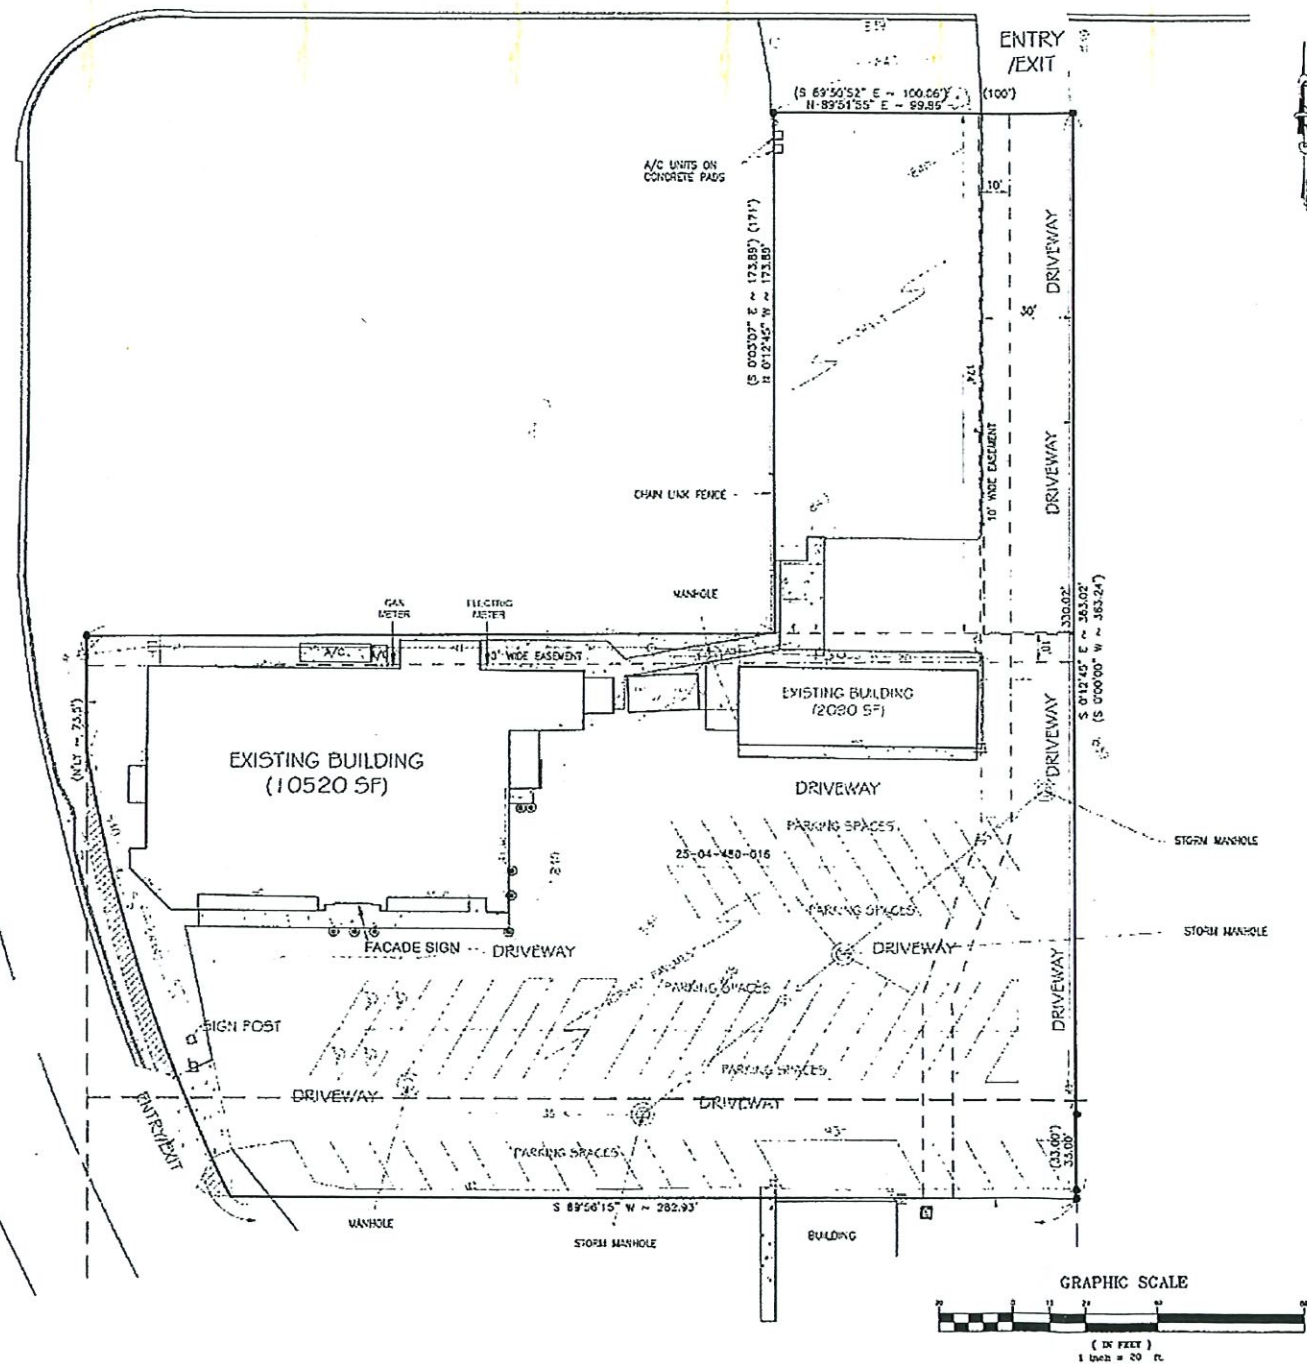 ENTRY
/EXIT
(S 89°50'52" E ~ 100.06')
(100')
N 89°51'55" E ~ 99.95'
A/C UNITS ON
CONCRETE PADS
10'
DRIVEWAY
(S 0°03'07" E ~ 173.89') (171')
N 0°12'45" W ~ 173.89'
30'
174'
10' WIDE EASEMENT
DRIVEWAY
CHAIN LINK FENCE
MANHOLE
GAS
METER
ELECTRIC
METER
A/C
WIDE EASEMENT
330.02'
S 0°12'45" E ~ 363.02'
(S 0°00'00" W ~ 363.24')
10'
EXISTING BUILDING
(2080 SF)
(N'LY ~ 73.5')
EXISTING BUILDING
(10520 SF)
DRIVEWAY
DRIVEWAY
PARKING SPACES
STORM MANHOLE
25-04-480-016
PARKING SPACES
STORM MANHOLE
FACADE SIGN
DRIVEWAY
DRIVEWAY
DRIVEWAY
PARKING SPACES
SIGN POST
PARKING SPACES
DRIVEWAY
DRIVEWAY
ENTRY/EXIT
PARKING SPACES
(33.00')
33.00'
S 89°56'15" W ~ 282.93'
MANHOLE
STORM MANHOLE
BUILDING
GRAPHIC SCALE
( IN FEET )
1 inch = 20 ft.